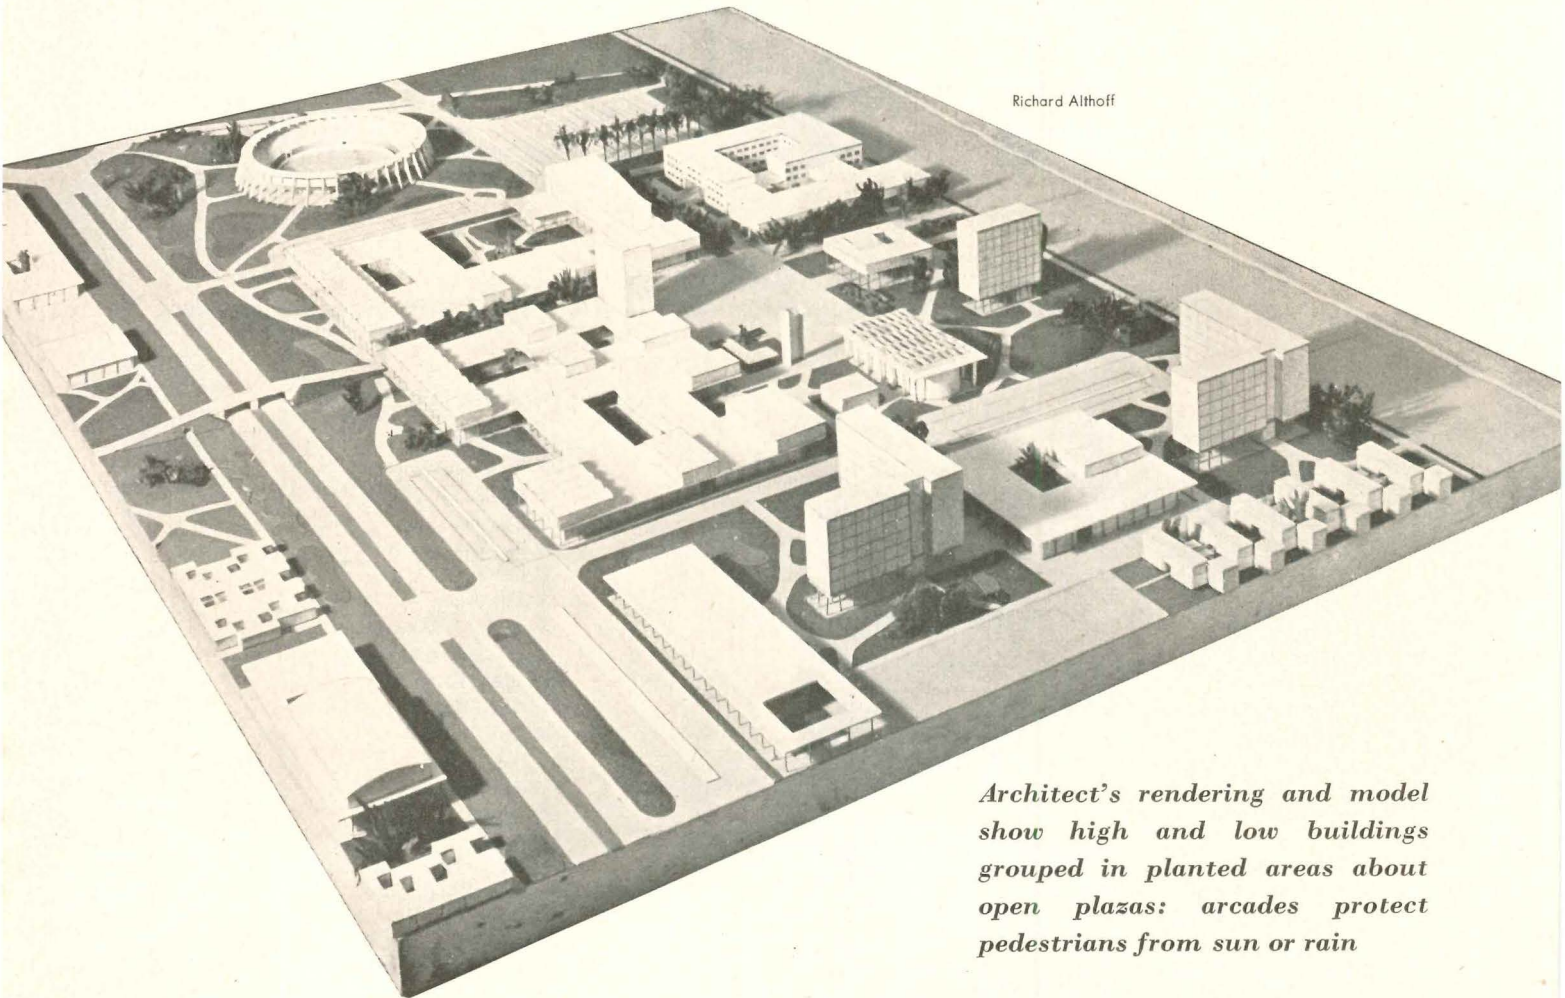 Richard Althoff
Architect's rendering and model
show high and low buildings
grouped in planted areas about
open plazas: arcades protect
pedestrians from sun or rain